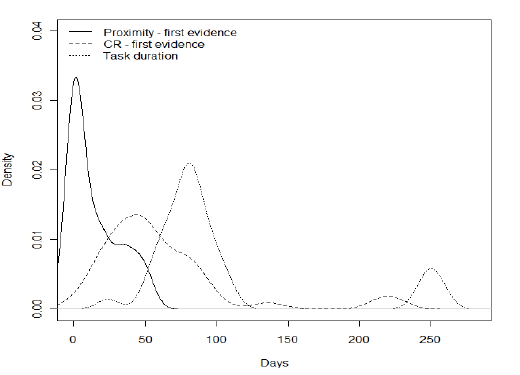 Proximity - first evidence
CR - first evidence
Task duration
0.04
0.03
0.02
0.01
0.00
Density
0 50 100 150 200 250
Days